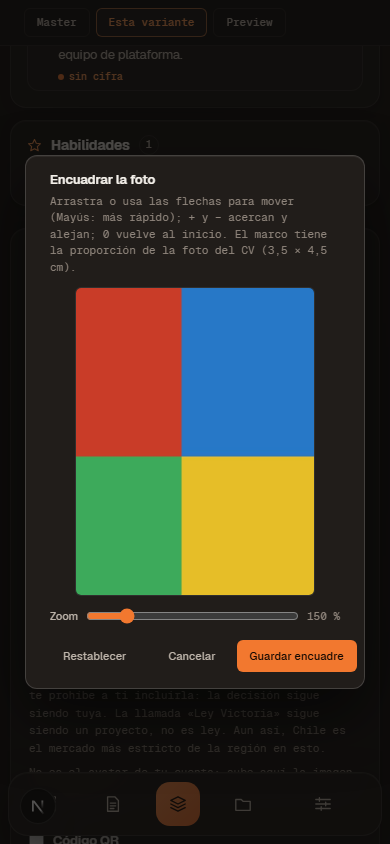 Master
Esta variante
Preview
equipo de plataforma.
sin cifra
Habilidades 1
Encuadrar la foto
Arrastra o usa las flechas para mover
(Mayús: más rápido); + y − acercan y
alejan; 0 vuelve al inicio. El marco tiene
la proporción de la foto del CV (3,5 × 4,5
cm).
Zoom 150 %
Restablecer
Cancelar
Guardar encuadre
te prohíbe a ti incluirla: la decisión sigue
siendo tuya. La llamada «Ley Victoria» sigue
siendo un proyecto, no es ley. Aun así, Chile es
el mercado más estricto de la región en esto.
N
Código QR